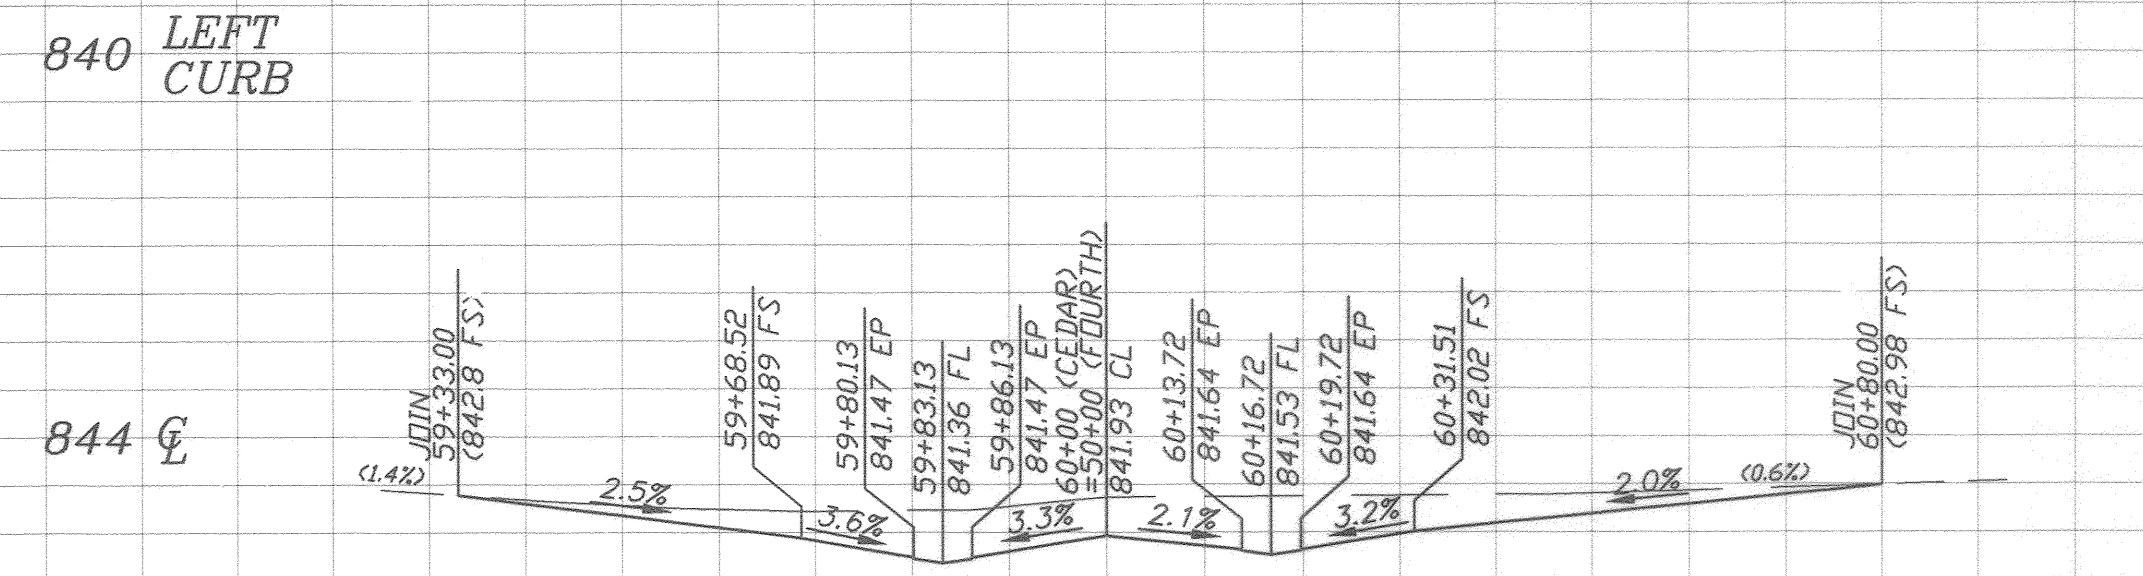 840
LEFT
CURB
844 ℄
JOIN
59+33.00
(842.8 FS)
59+68.52
841.89 FS
59+80.13
841.47 EP
59+83.13
841.36 FL
59+86.13
841.47 EP
60+00 (CEDAR)
=50+00 (FOURTH)
841.93 CL
60+13.72
841.64 EP
60+16.72
841.53 FL
60+19.72
841.64 EP
60+31.51
842.02 FS
JOIN
60+80.00
(842.98 FS)
(1.4%)
2.5%
3.6%
3.3%
2.1%
3.2%
2.0%
(0.6%)